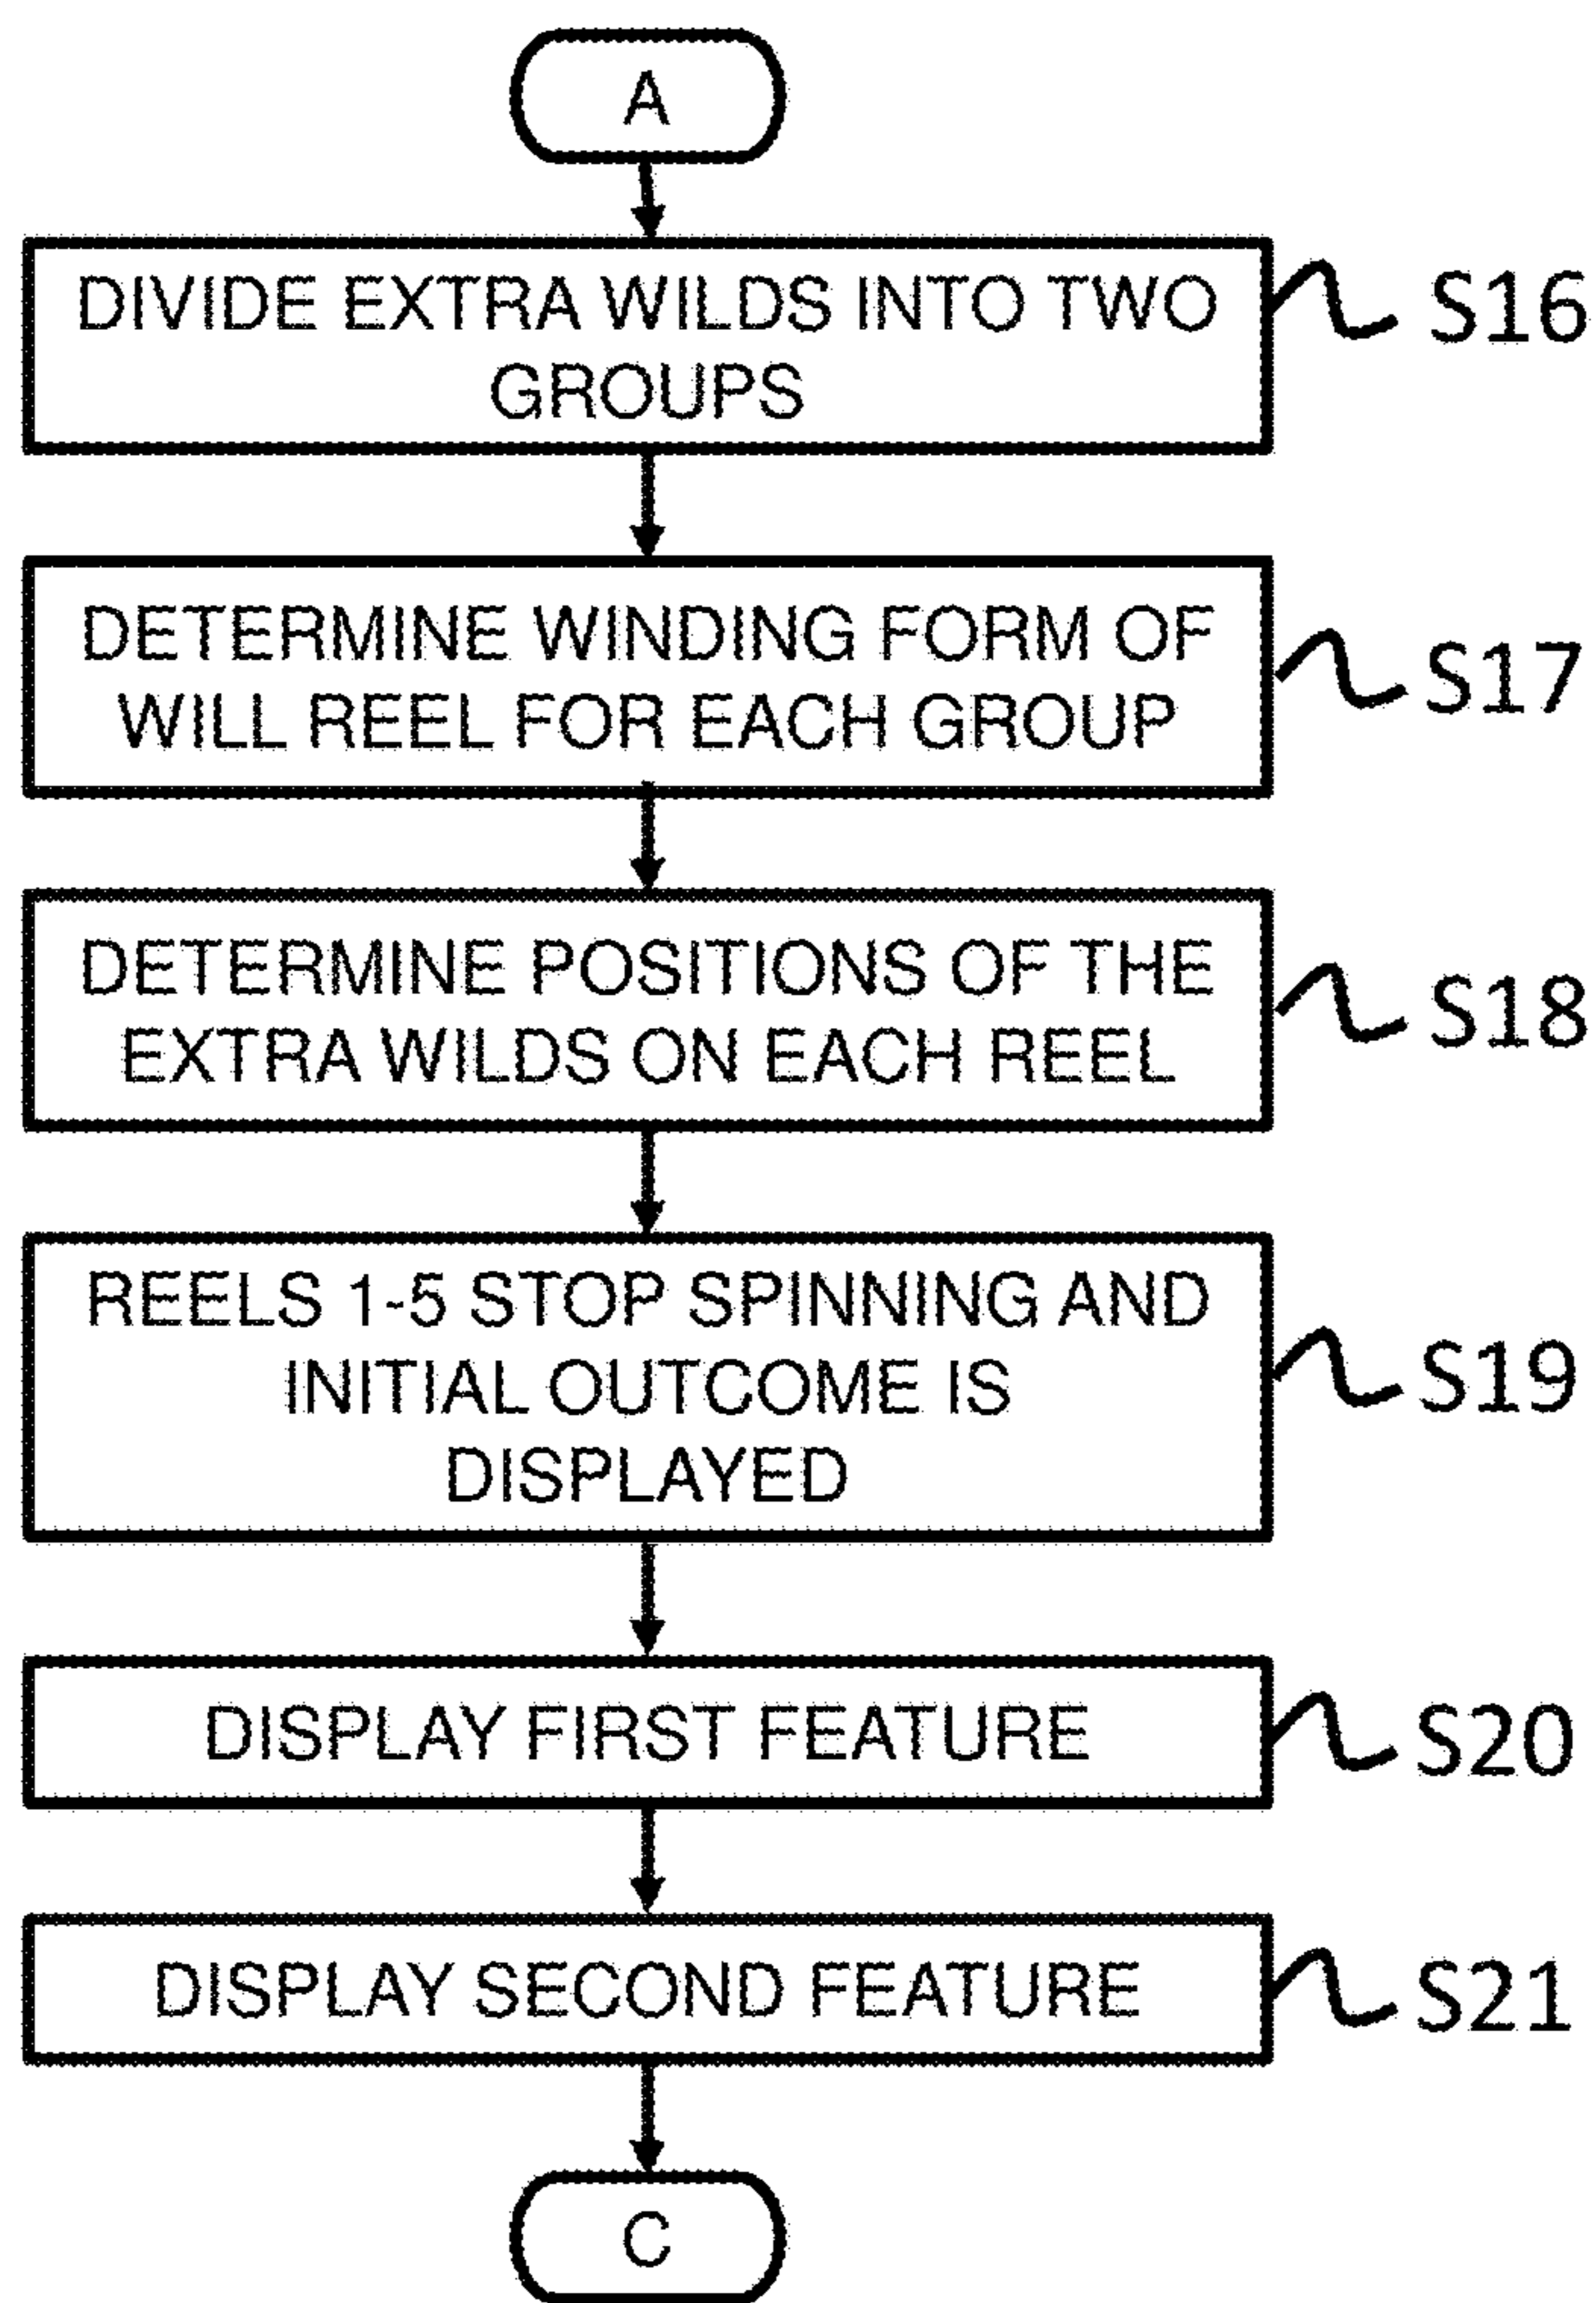 A
DIVIDE EXTRA WILDS INTO TWO
GROUPS
S16
DETERMINE WINDING FORM OF
WILL REEL FOR EACH GROUP
S17
DETERMINE POSITIONS OF THE
EXTRA WILDS ON EACH REEL
S18
REELS 1-5 STOP SPINNING AND
INITIAL OUTCOME IS
DISPLAYED
S19
DISPLAY FIRST FEATURE
S20
DISPLAY SECOND FEATURE
S21
C